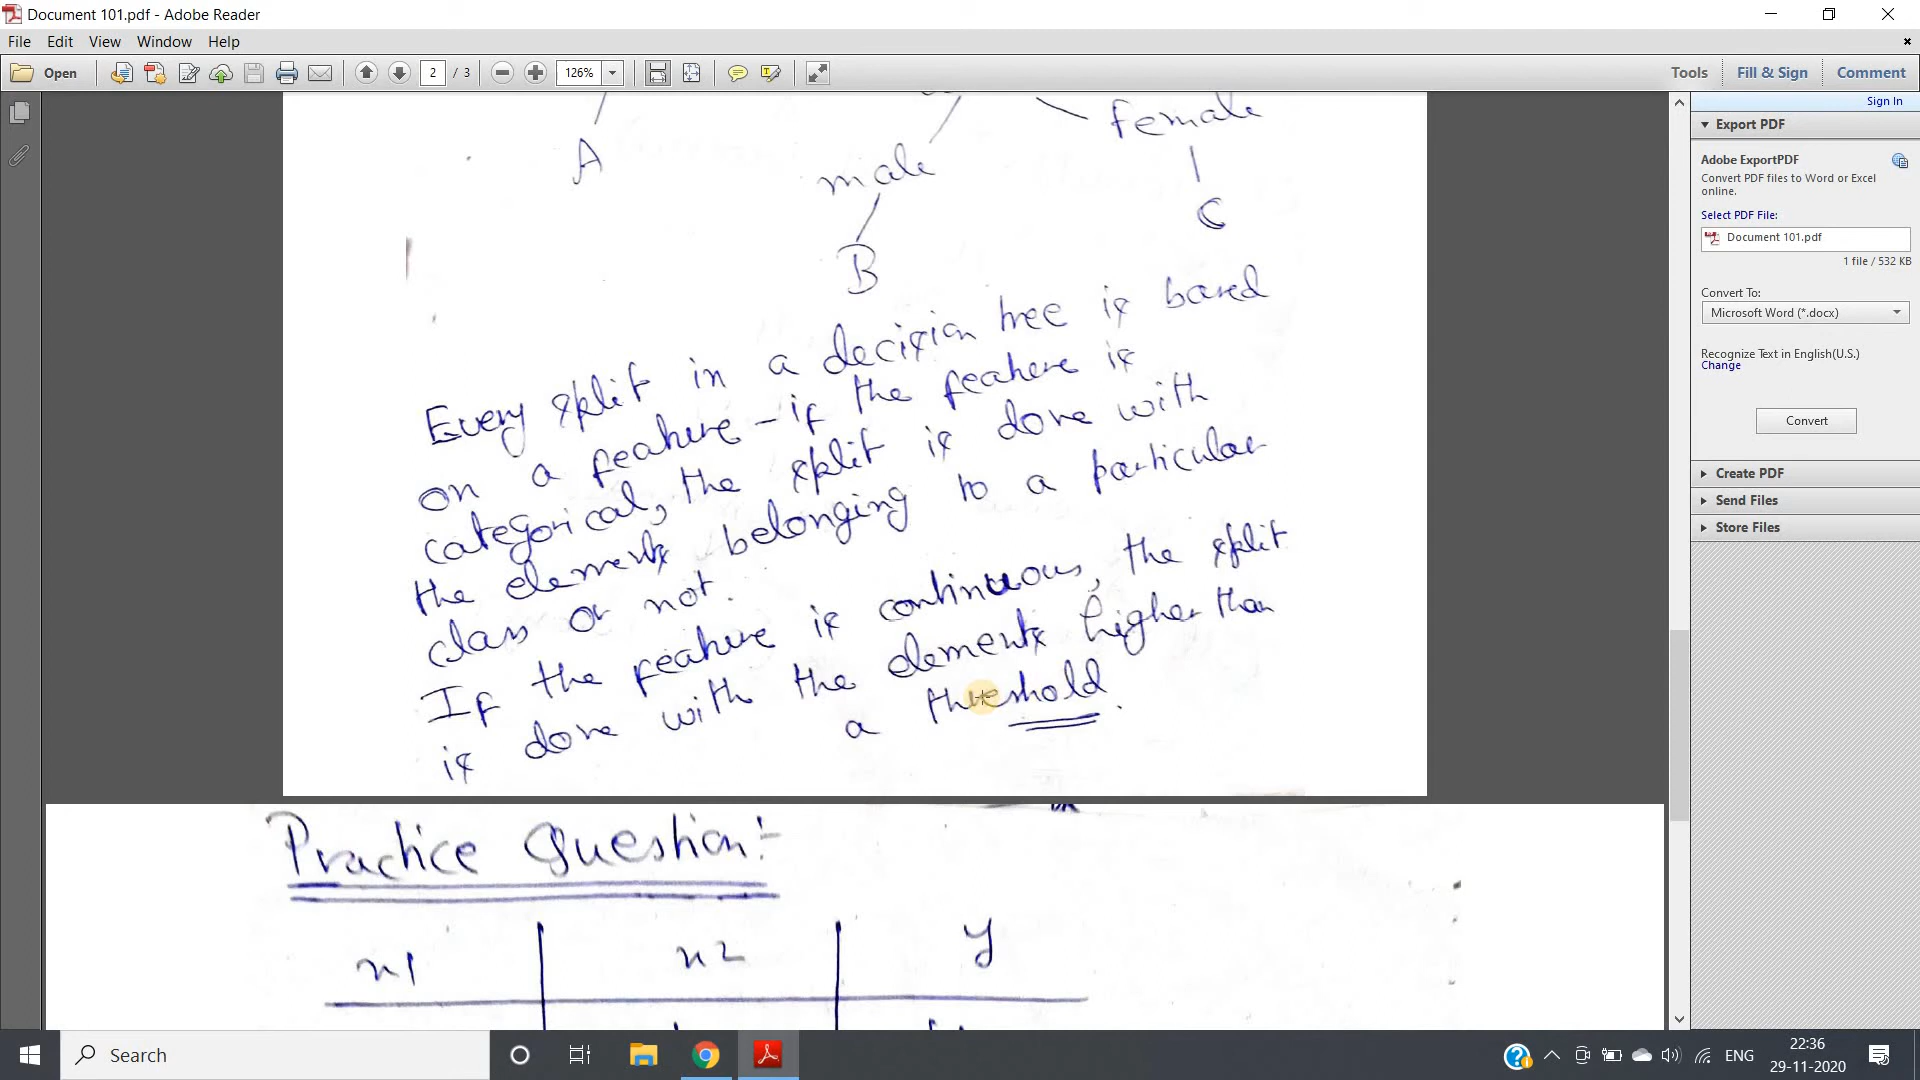 Document 101.pdf - Adobe Reader
File Edit View Window Help
Open 2 / 3 126% Tools Fill & Sign Comment
Sign In
Export PDF
Adobe ExportPDF
Convert PDF files to Word or Excel
online.
Select PDF File:
Document 101.pdf
1 file / 532 KB
Convert To:
Microsoft Word (*.docx)
Recognize Text in English(U.S.)
Change
Convert
Create PDF
Send Files
Store Files
A
male
female
B
C
Every split in a decision tree is based
on a feature - if the feature is
categorical, the split is done with
the elements belonging to a particular
class or not.
If the feature is continuous, the split
is done with the elements higher than
a threshold.
Practice Question:-
x1 x2 y
Search
ENG
22:36
29-11-2020